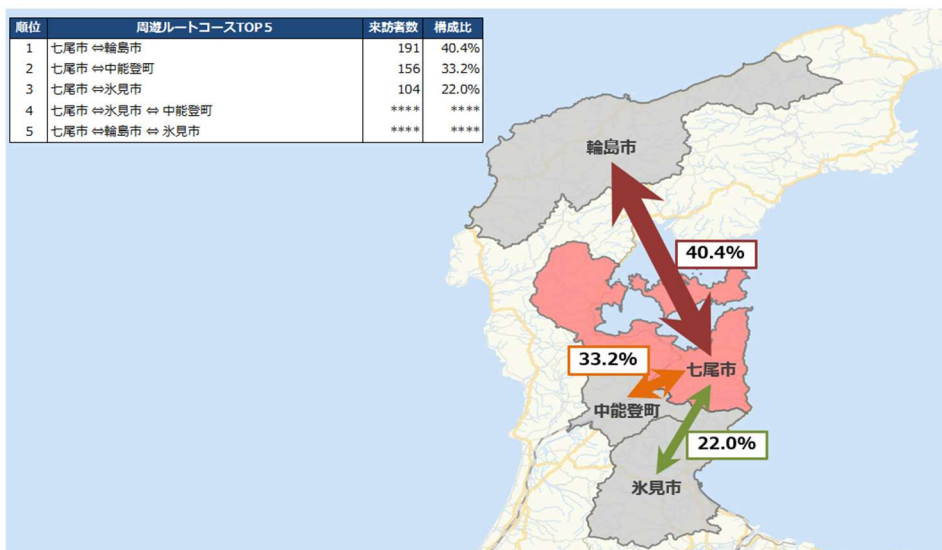 順位 周遊ルートコースTOP5 来訪者数 構成比
1 七尾市 ⇔輪島市 191 40.4%
2 七尾市 ⇔中能登町 156 33.2%
3 七尾市 ⇔氷見市 104 22.0%
4 七尾市 ⇔氷見市 ⇔ 中能登町 **** ****
5 七尾市 ⇔輪島市 ⇔ 氷見市 **** ****
輪島市
40.4%
33.2%
七尾市
中能登町
22.0%
氷見市